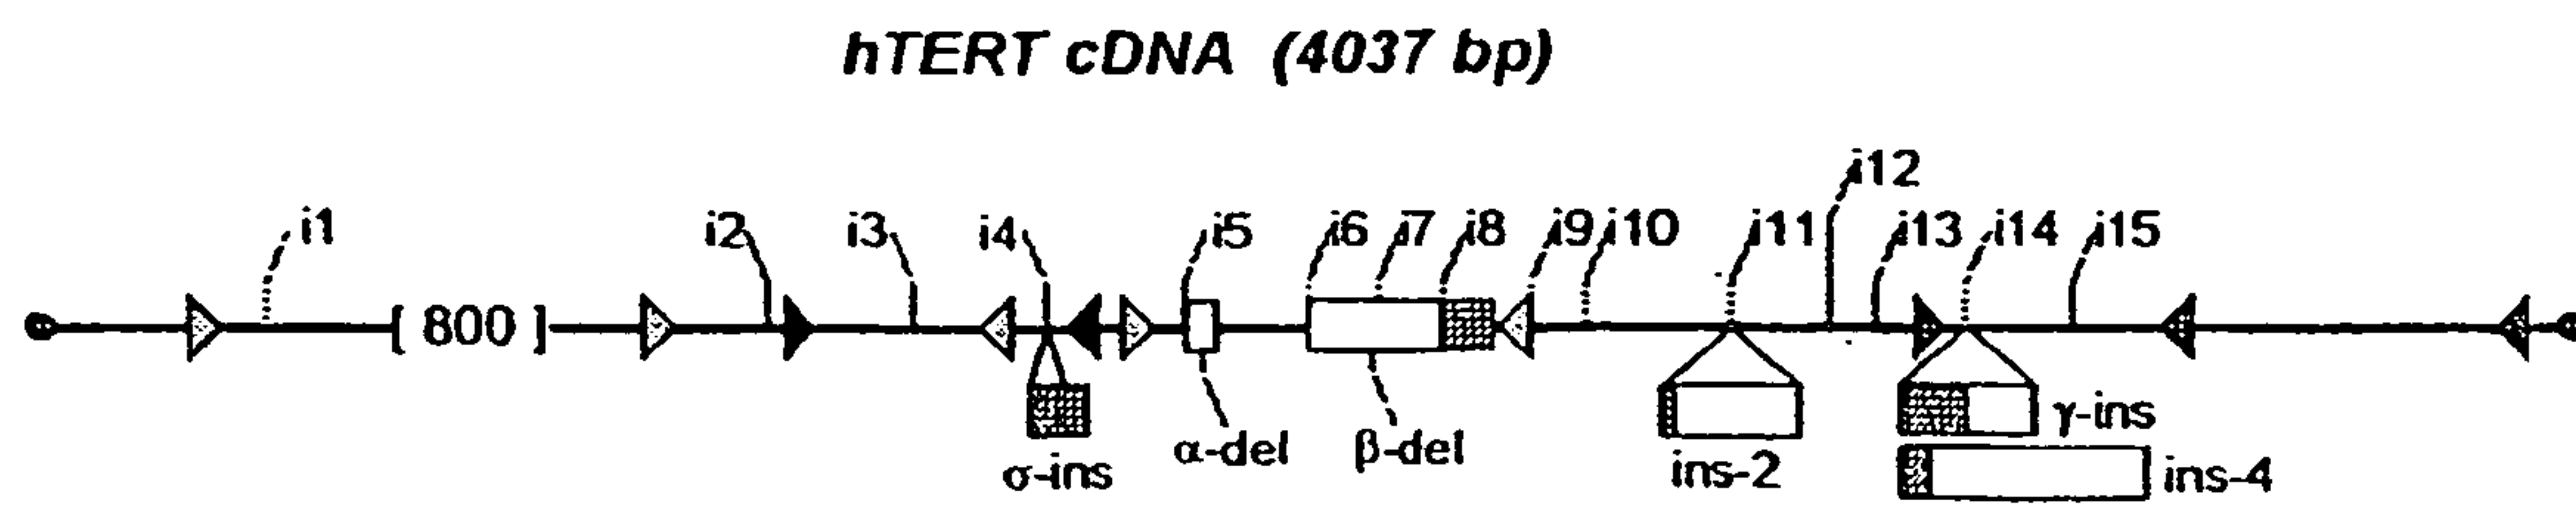 hTERT cDNA (4037 bp)
i12
i1 i2 i3 i4 i5 i6 i7 i8 i9 i10 i11 i13 i14 i15
[ 800 ]
γ-ins
α-del β-del
σ-ins ins-2 ins-4